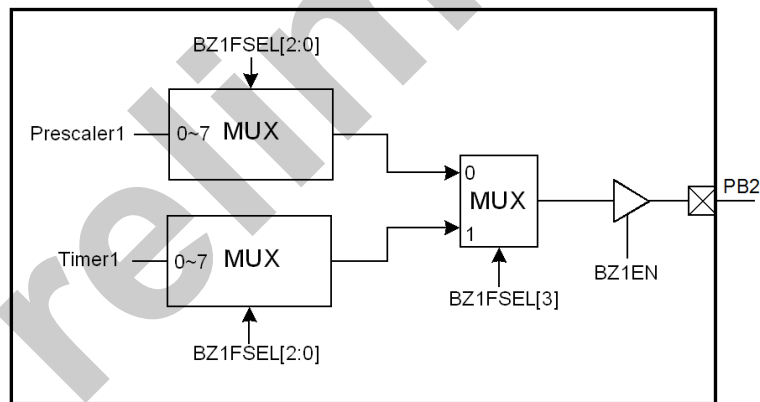 BZ1FSEL[2:0]
Prescaler1
0~7 MUX
0
MUX
1
PB2
Timer1
0~7 MUX
BZ1EN
BZ1FSEL[3]
BZ1FSEL[2:0]
relim